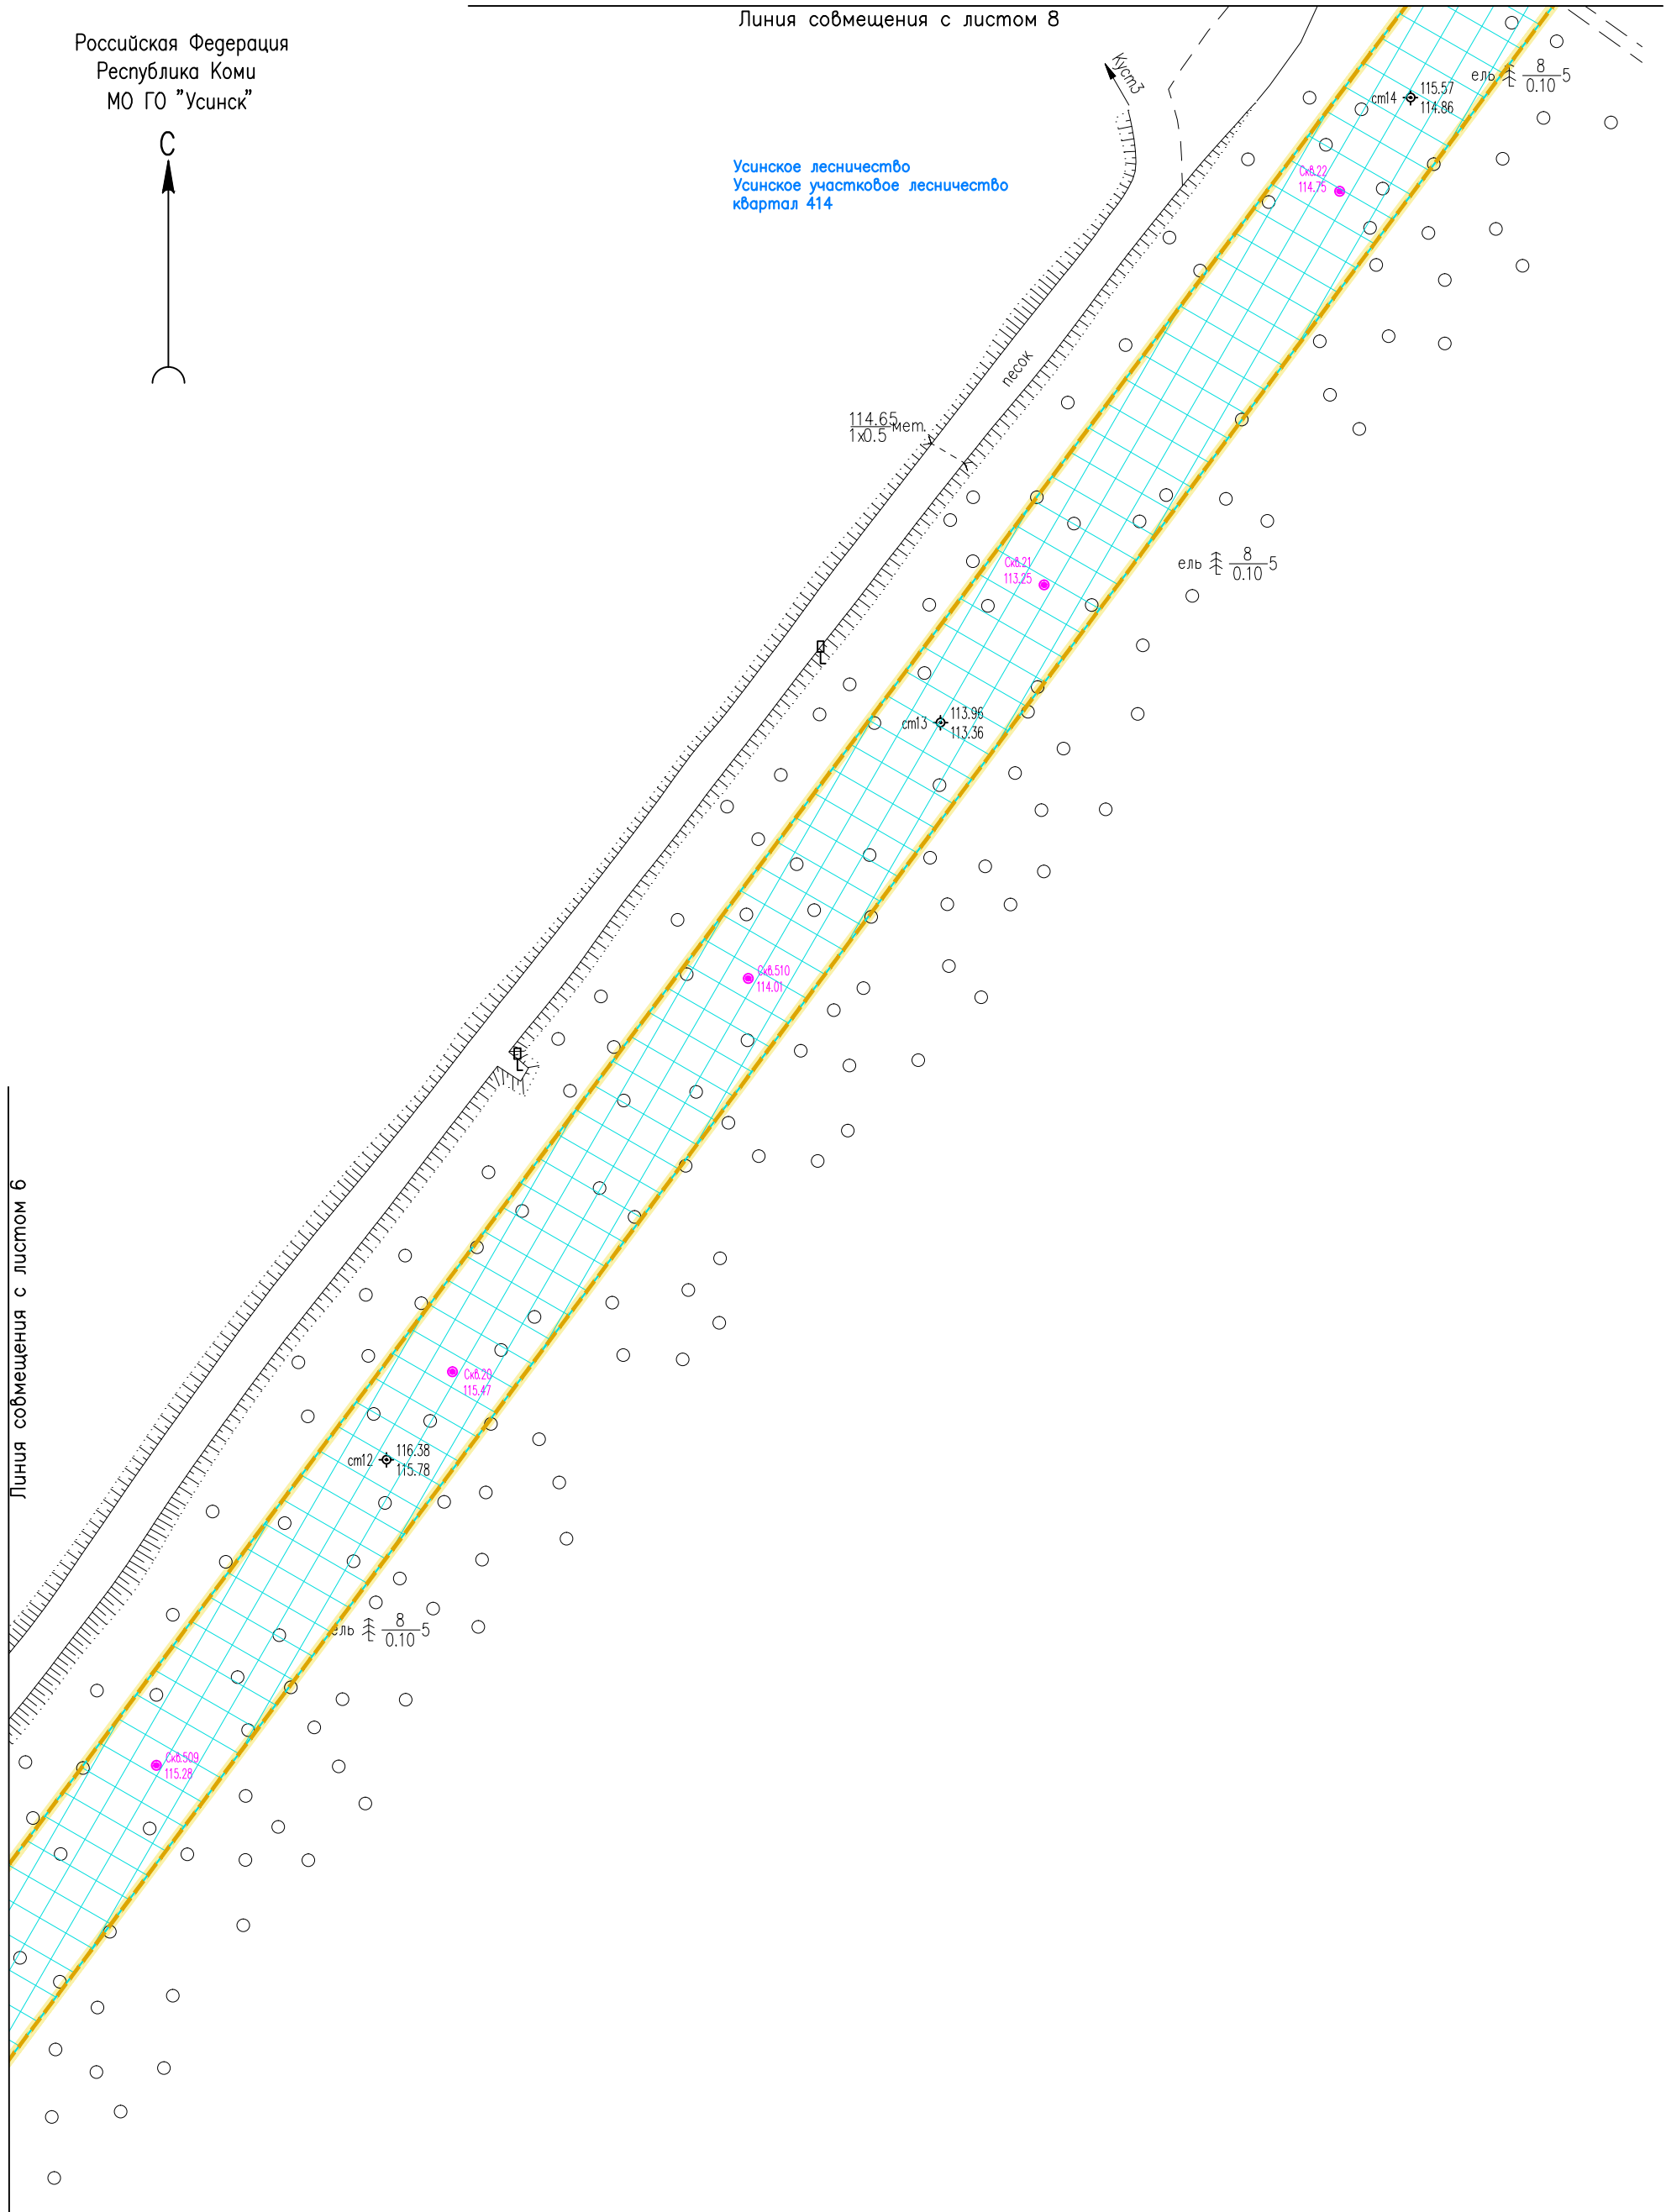 Линия совмещения с листом 8
Российская Федерация
Республика Коми
МО ГО "Усинск"
С
Куст3
ель 8
0.10 5
ст14 115.57
114.86
Усинское лесничество
Усинское участковое лесничество
квартал 414
Скв.22
114.75
песок
114.65 мет.
1х0.5
Скв.21
113.25
ель 8
0.10 5
ст13 113.96
113.36
Скв.510
114.01
Линия совмещения с листом 6
Скв.20
115.47
ст12 116.38
115.78
ель 8
0.10 5
Скв.509
115.28